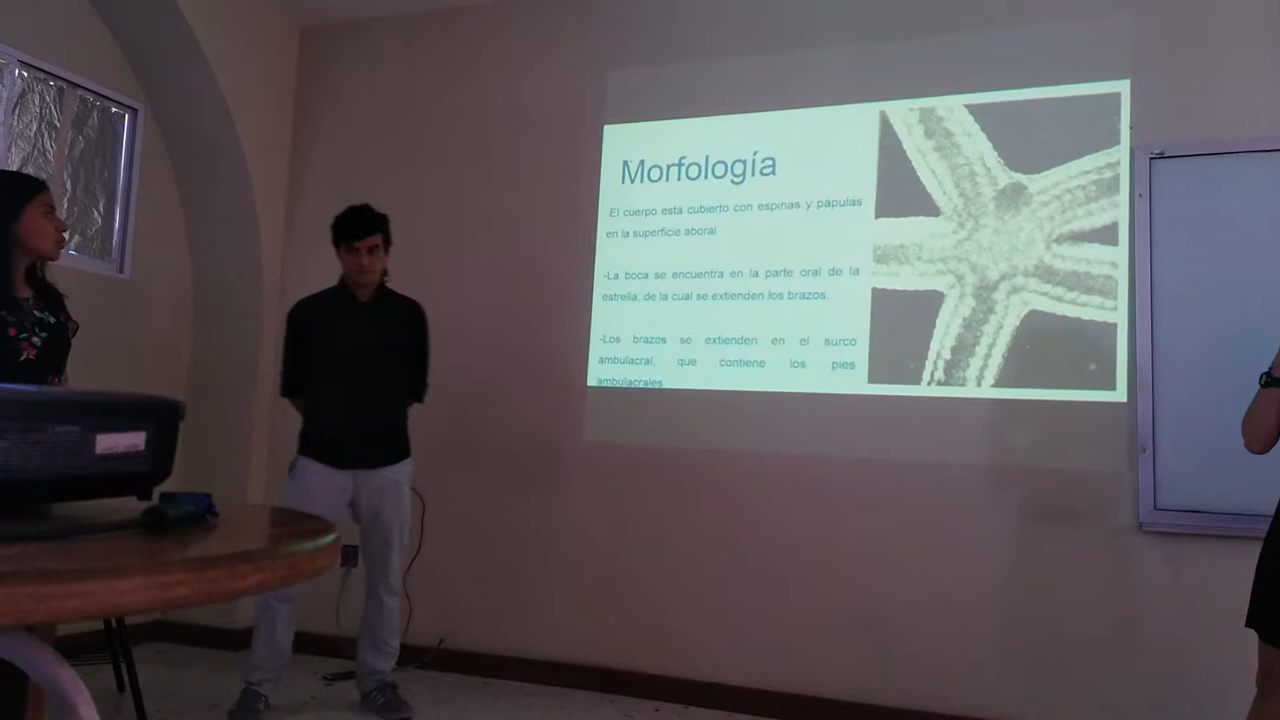 Morfología
El cuerpo está cubierto con espinas y pápulas
en la superficie aboral
-La boca se encuentra en la parte oral de la
estrella, de la cual se extienden los brazos.
-Los brazos se extienden en el surco
ambulacral, que contiene los pies
ambulacrales